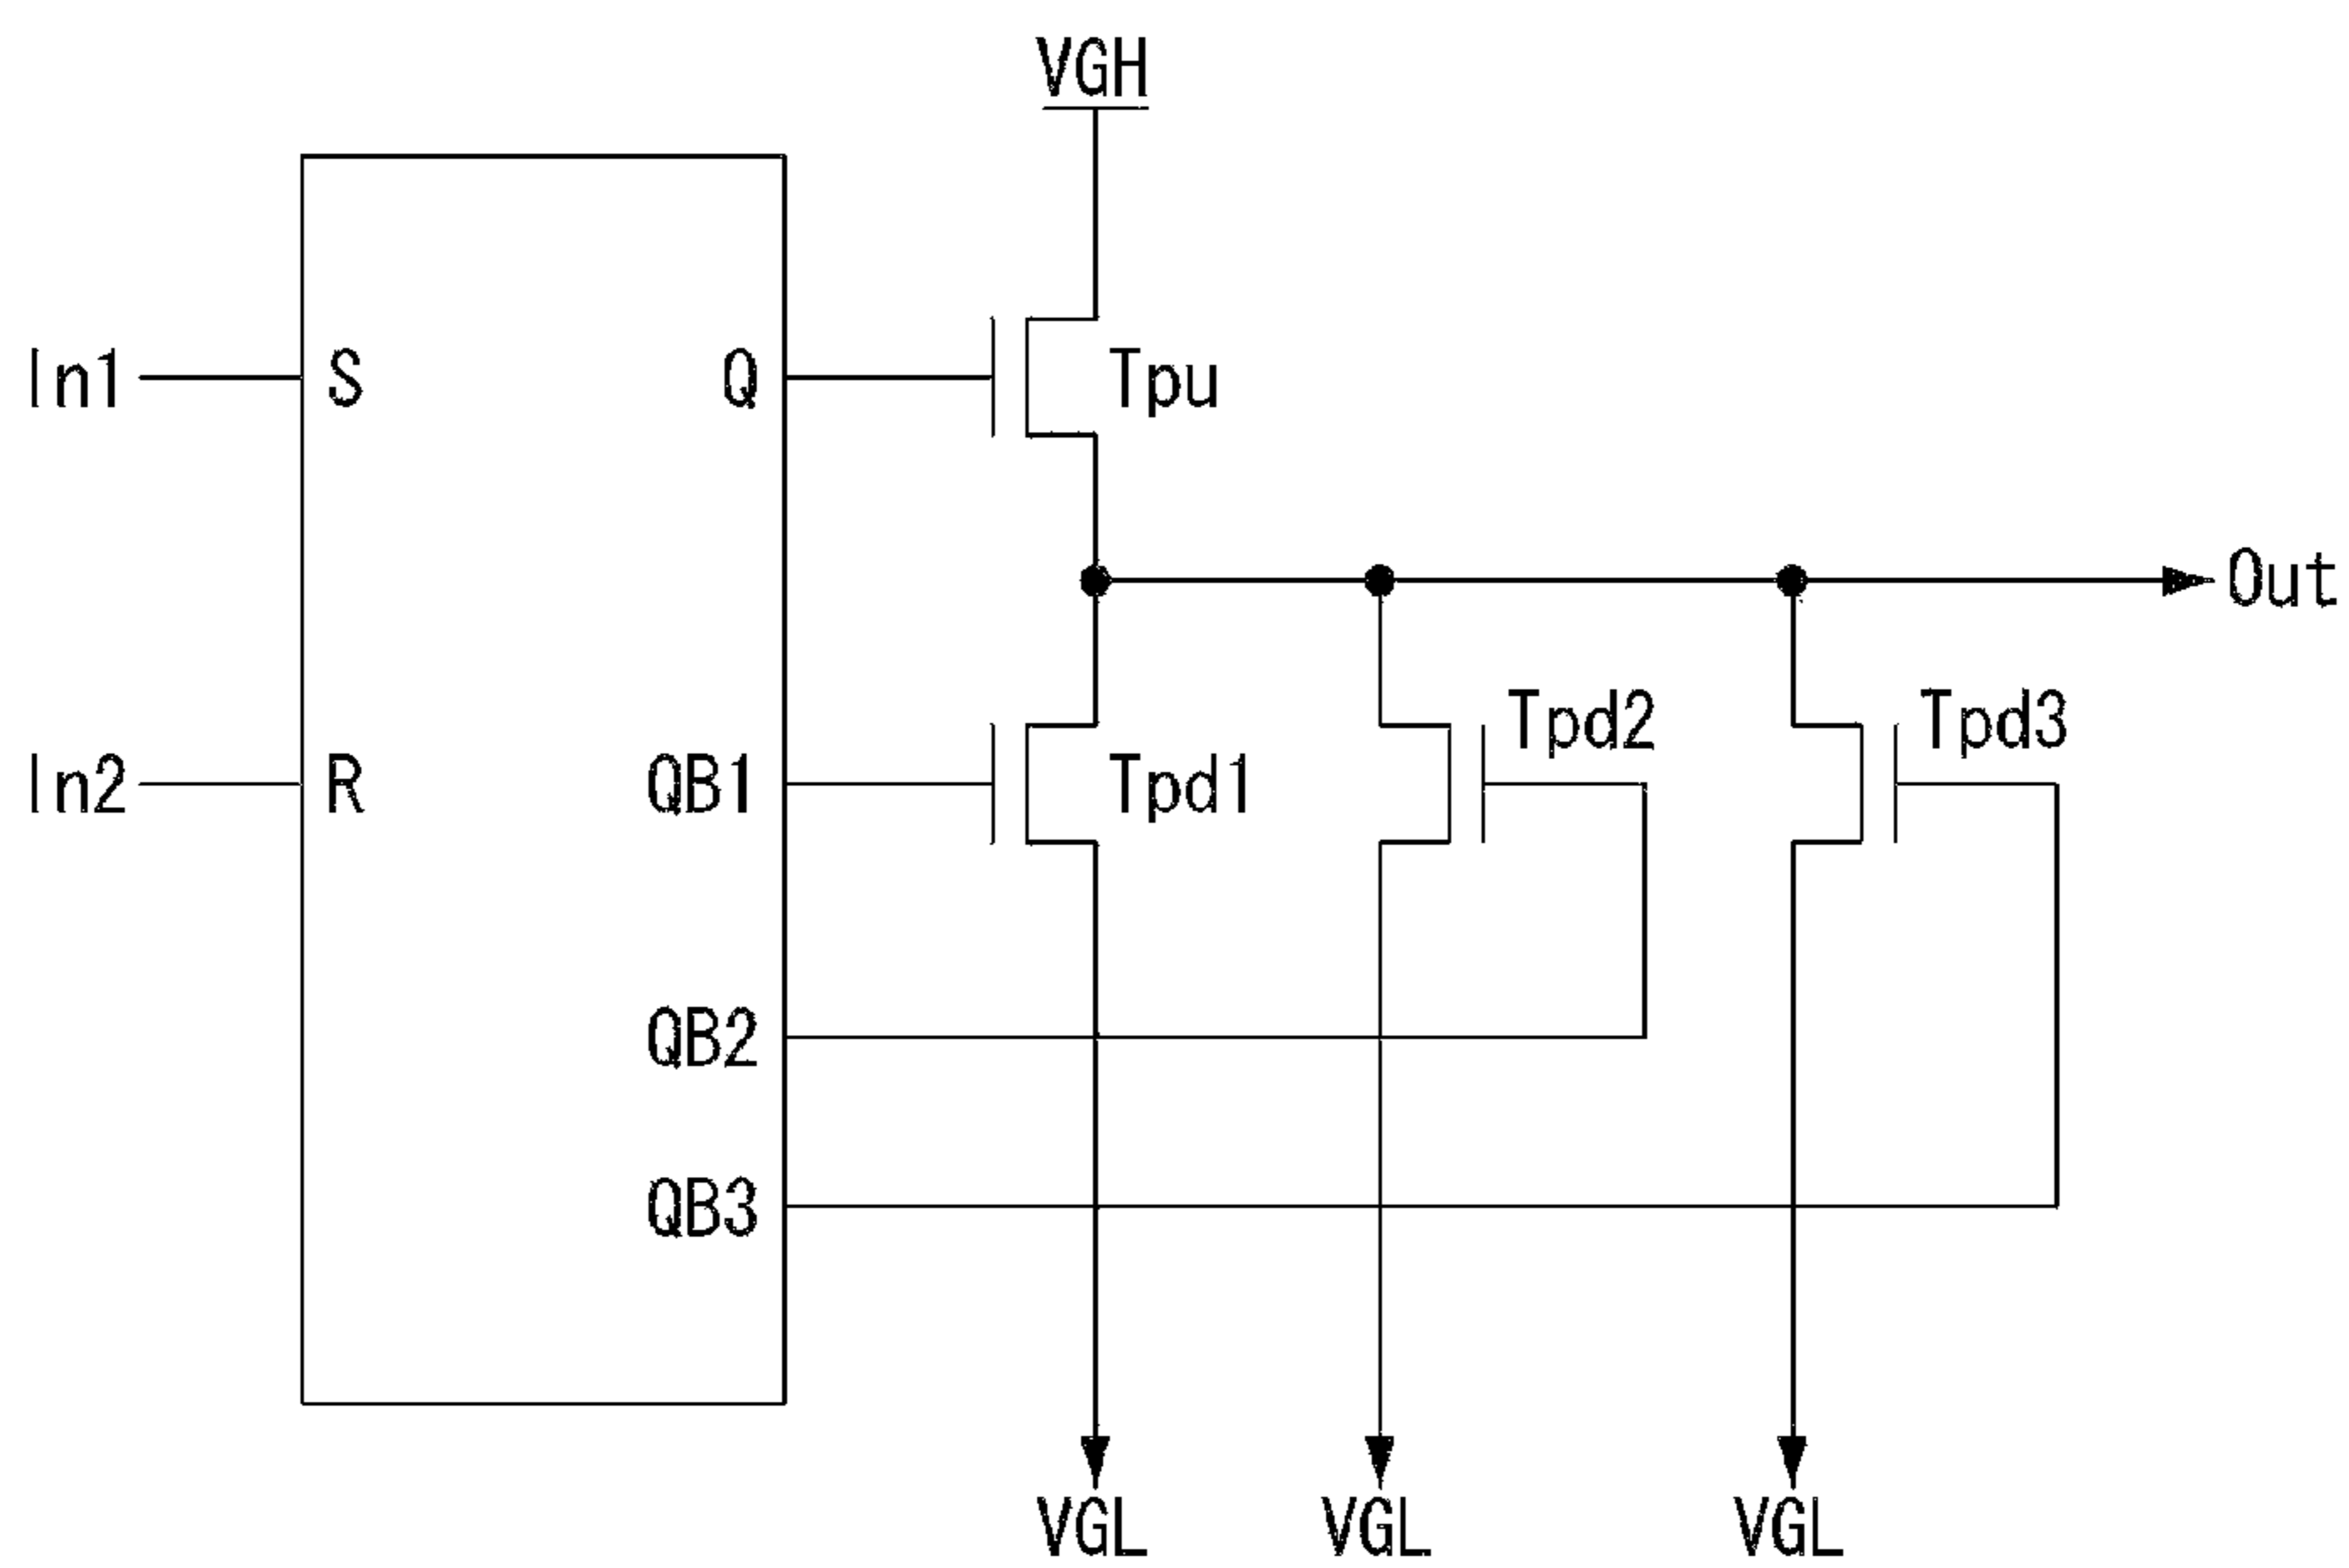 VGH
In1
S
Q
Tpu
Out
Tpd2
Tpd3
In2
R
QB1
Tpd1
QB2
QB3
VGL
VGL
VGL